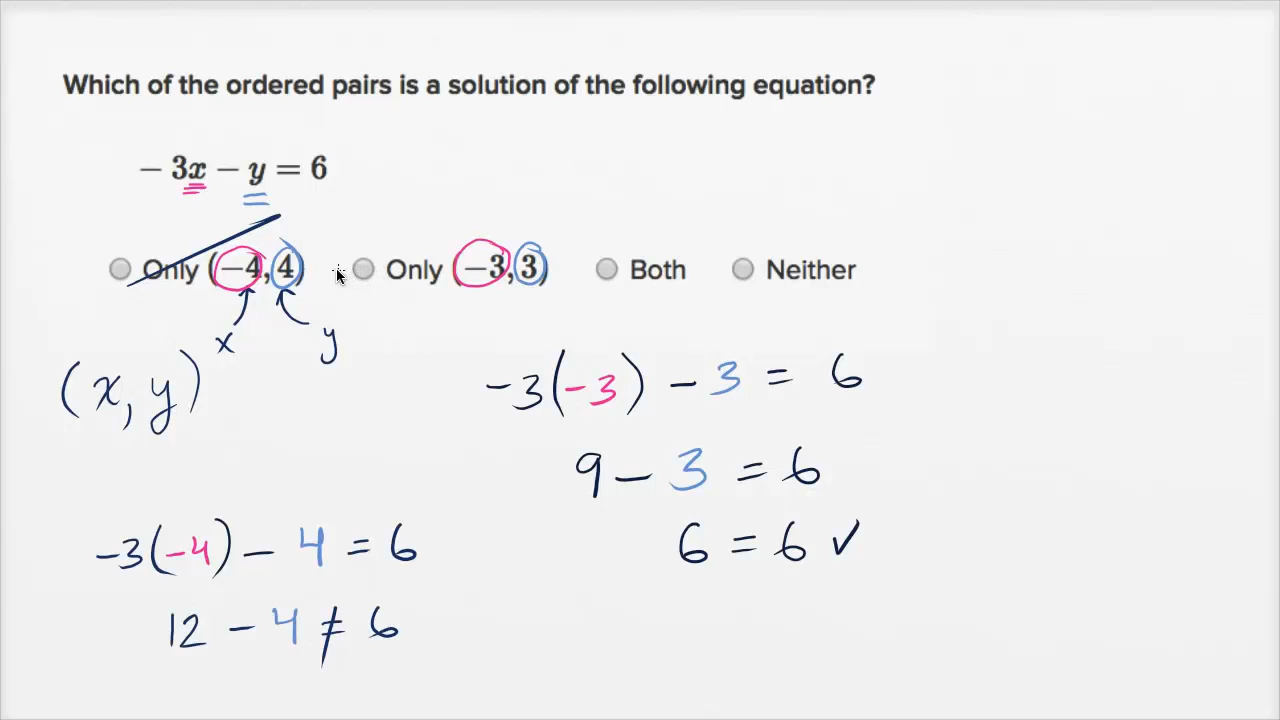 Which of the ordered pairs is a solution of the following equation?
− 3x − y = 6
Only (−4, 4) Only (−3, 3) Both Neither
x y
(x, y)
-3(-3) - 3 = 6
9 - 3 = 6
6 = 6 ✓
-3(-4) - 4 = 6
12 - 4 ≠ 6